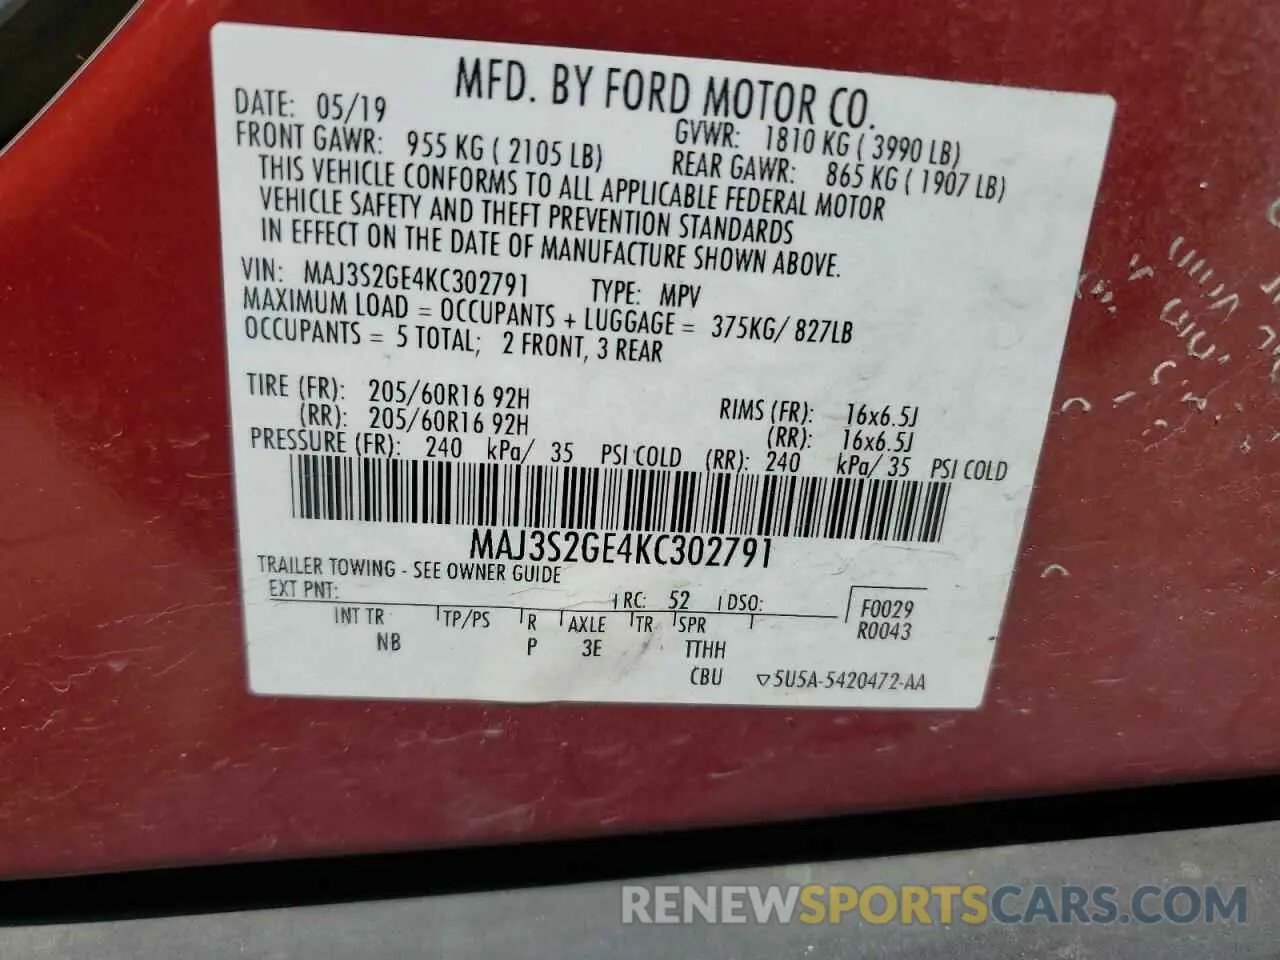 MFD. BY FORD MOTOR CO.
DATE: 05/19 GVWR: 1810 KG ( 3990 LB)
FRONT GAWR: 955 KG ( 2105 LB) REAR GAWR: 865 KG ( 1907 LB)
THIS VEHICLE CONFORMS TO ALL APPLICABLE FEDERAL MOTOR
VEHICLE SAFETY AND THEFT PREVENTION STANDARDS
IN EFFECT ON THE DATE OF MANUFACTURE SHOWN ABOVE.
VIN: MAJ3S2GE4KC302791 TYPE: MPV
MAXIMUM LOAD = OCCUPANTS + LUGGAGE = 375KG/ 827LB
OCCUPANTS = 5 TOTAL; 2 FRONT, 3 REAR
TIRE (FR): 205/60R16 92H RIMS (FR): 16x6.5J
(RR): 205/60R16 92H (RR): 16x6.5J
PRESSURE (FR): 240 kPa/ 35 PSI COLD (RR): 240 kPa/ 35 PSI COLD
MAJ3S2GE4KC302791
TRAILER TOWING - SEE OWNER GUIDE
EXT PNT: RC: 52 DSO: F0029
INT TR TP/PS R AXLE TR SPR R0043
NB P 3E TTHH
CBU ▽5U5A-5420472-AA
RENEWSPORTSCARS.COM